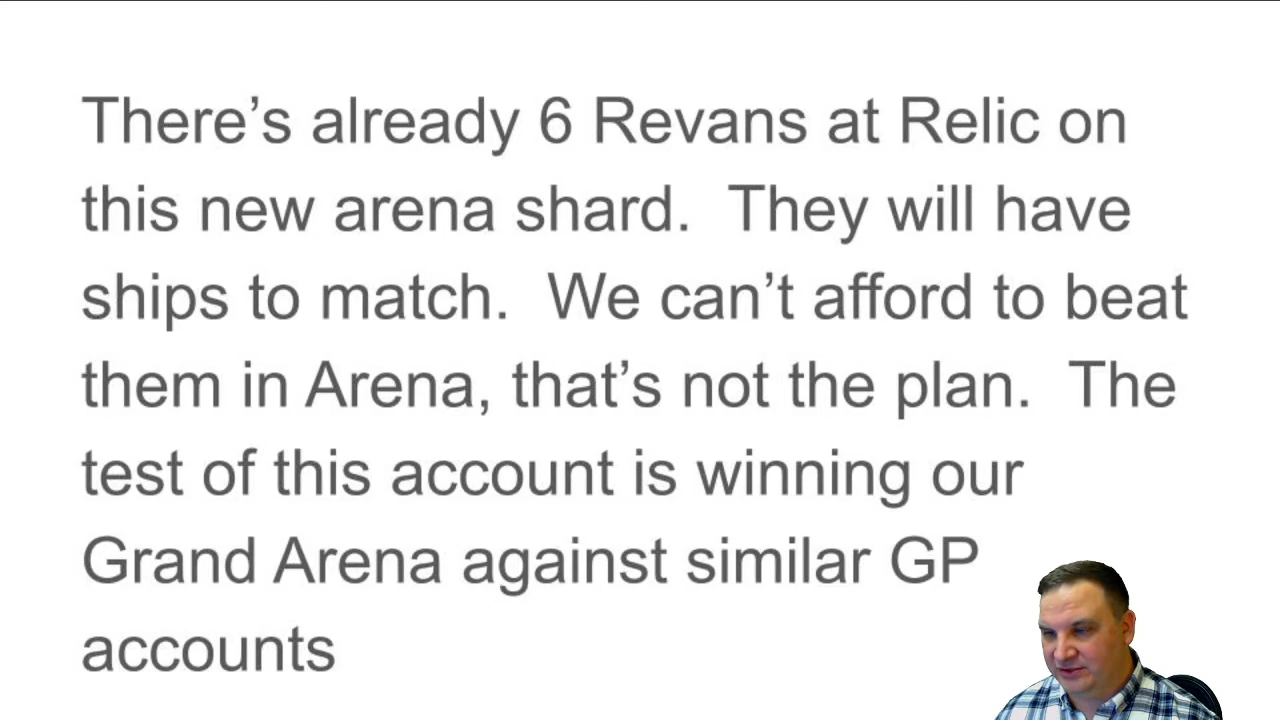 There’s already 6 Revans at Relic on
this new arena shard.  They will have
ships to match.  We can’t afford to beat
them in Arena, that’s not the plan.  The
test of this account is winning our
Grand Arena against similar GP
accounts